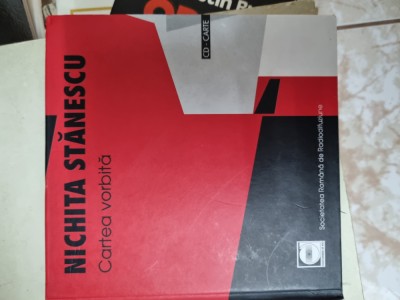 NICHITA STĂNESCU
Cartea vorbită
CD - CARTE
Societatea Română de Radiodifuziune